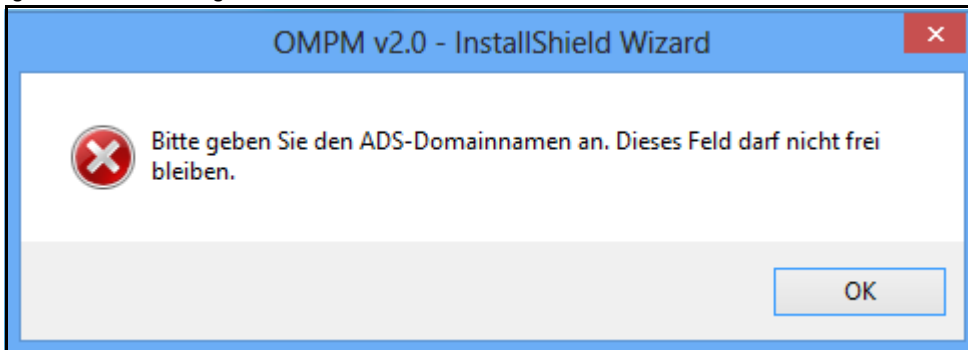 OMPM v2.0 - InstallShield Wizard
Bitte geben Sie den ADS-Domainnamen an. Dieses Feld darf nicht frei
bleiben.
OK